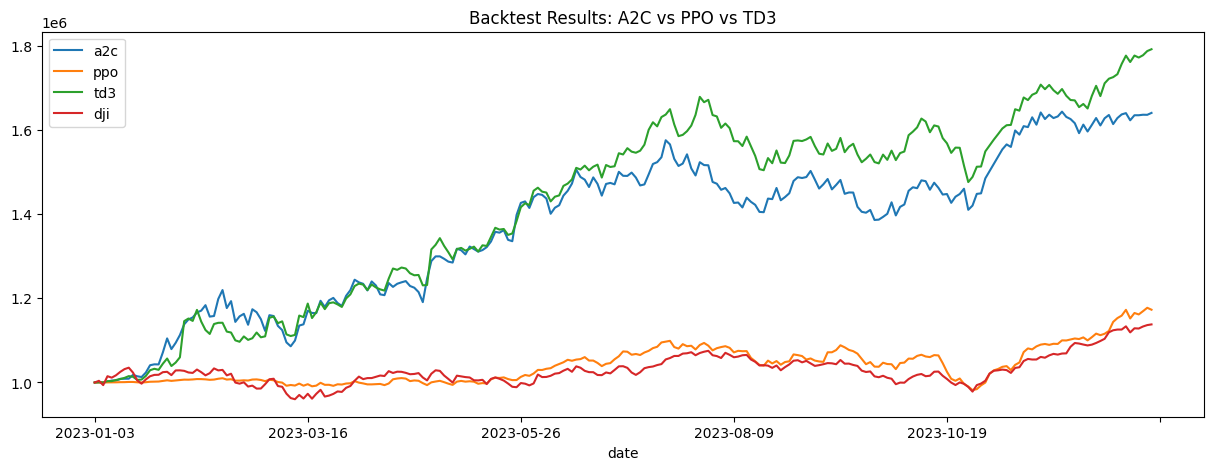 Backtest Results: A2C vs PPO vs TD3
1e6
1.8
1.6
1.4
1.2
1.0
a2c
ppo
td3
dji
2023-01-03 2023-03-16 2023-05-26 2023-08-09 2023-10-19
date